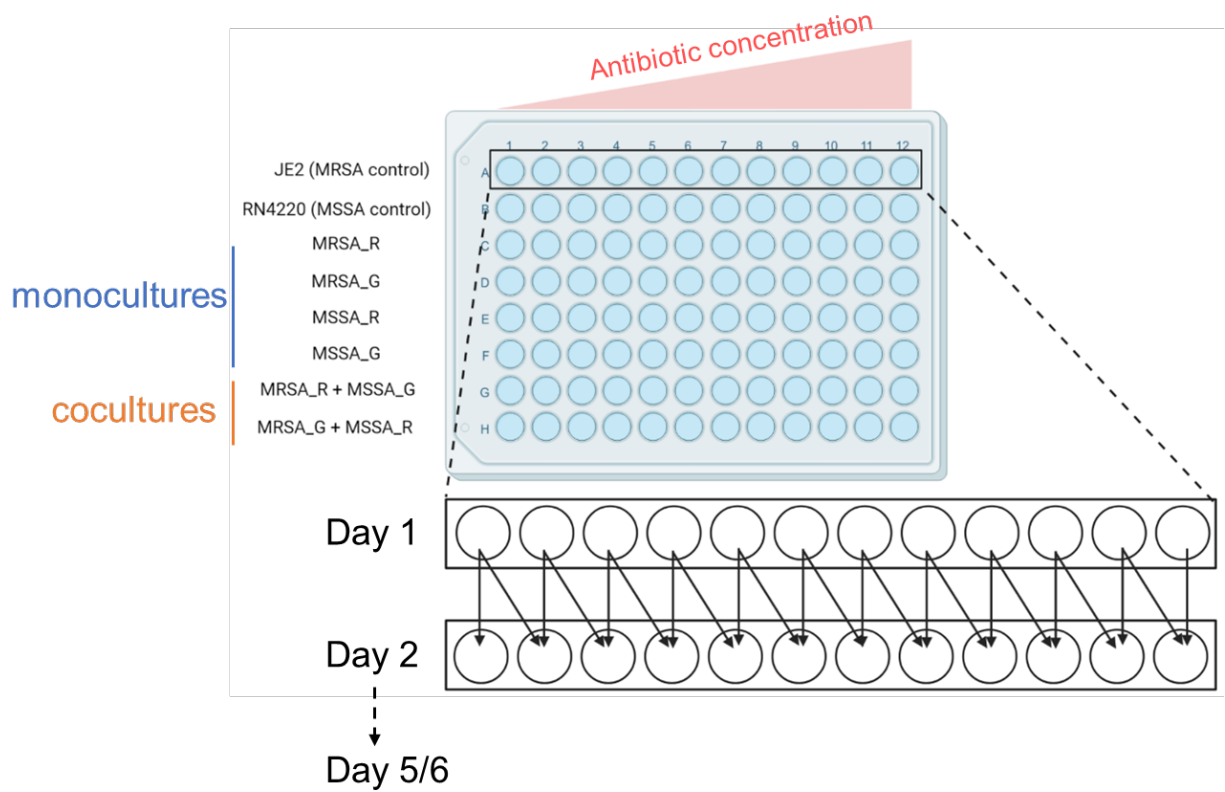 Antibiotic concentration
1 2 3 4 5 6 7 8 9 10 11 12
JE2 (MRSA control)
A
RN4220 (MSSA control)
B
MRSA_R
C
monocultures
MRSA_G
D
MSSA_R
E
MSSA_G
F
cocultures
MRSA_R + MSSA_G
G
MRSA_G + MSSA_R
H
Day 1
Day 2
Day 5/6